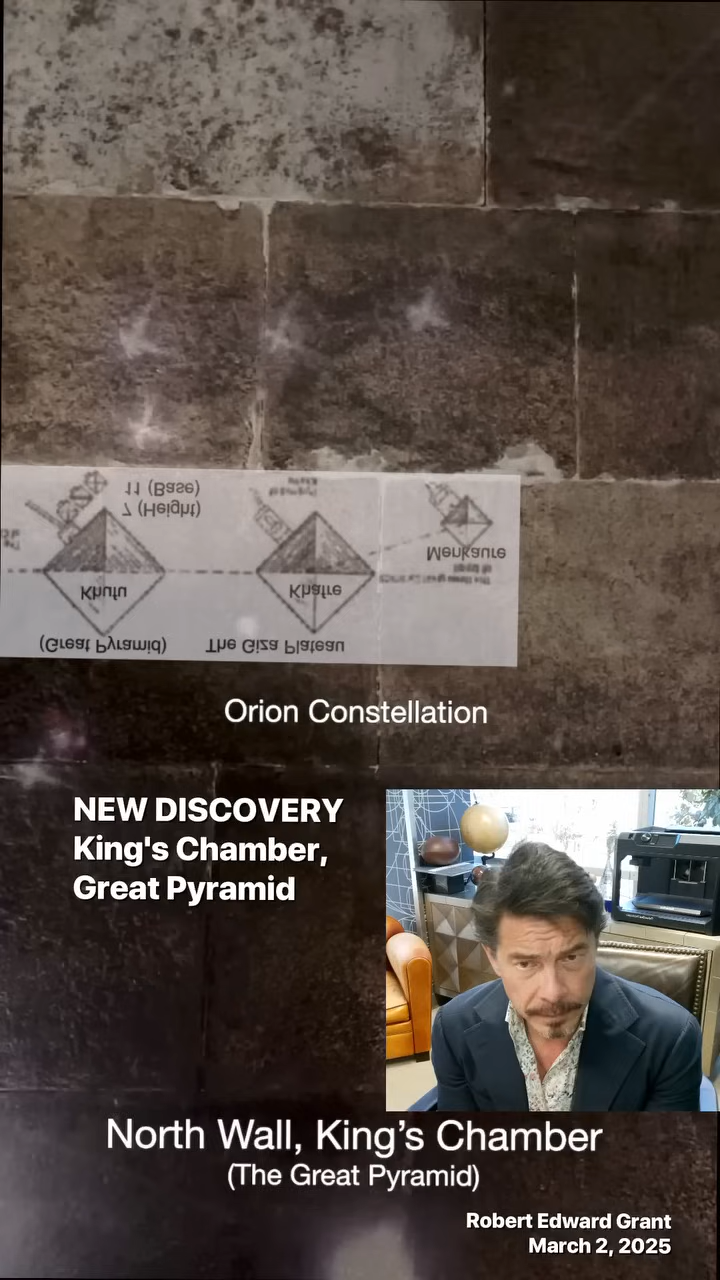 11 (Base)
7 (Height)
Menkaure
Khufu
Khafre
(Great Pyramid)
The Giza Plateau
Orion Constellation
NEW DISCOVERY
King's Chamber,
Great Pyramid
North Wall, King’s Chamber
(The Great Pyramid)
Robert Edward Grant
March 2, 2025